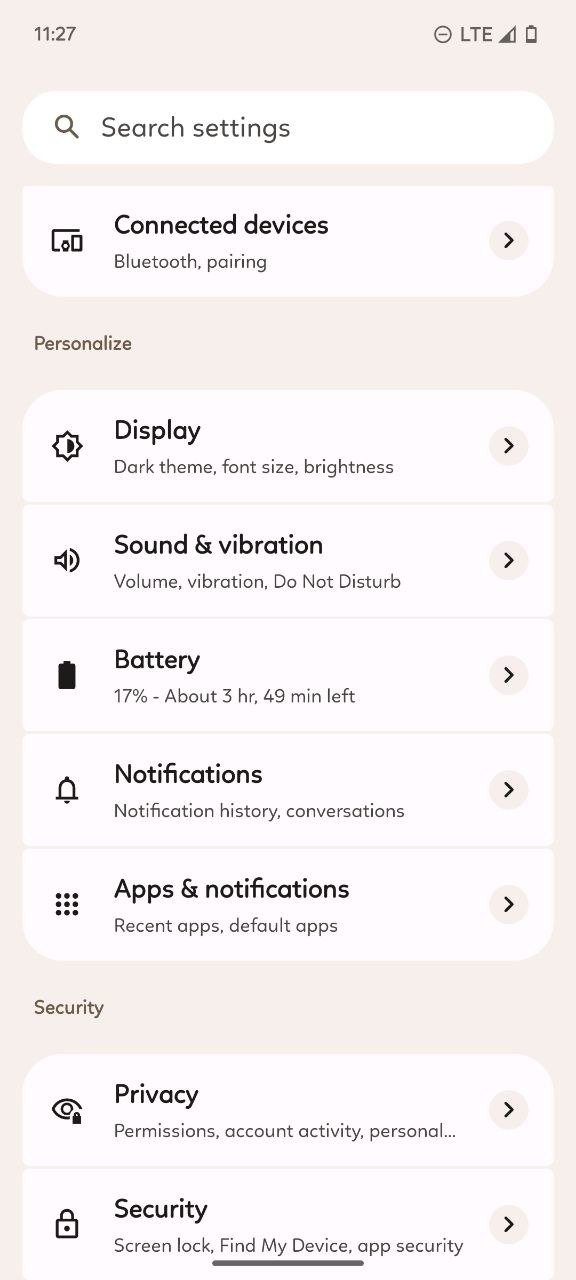 11:27
LTE
Search settings
Connected devices
Bluetooth, pairing
Personalize
Display
Dark theme, font size, brightness
Sound & vibration
Volume, vibration, Do Not Disturb
Battery
17% - About 3 hr, 49 min left
Notifications
Notification history, conversations
Apps & notifications
Recent apps, default apps
Security
Privacy
Permissions, account activity, personal...
Security
Screen lock, Find My Device, app security